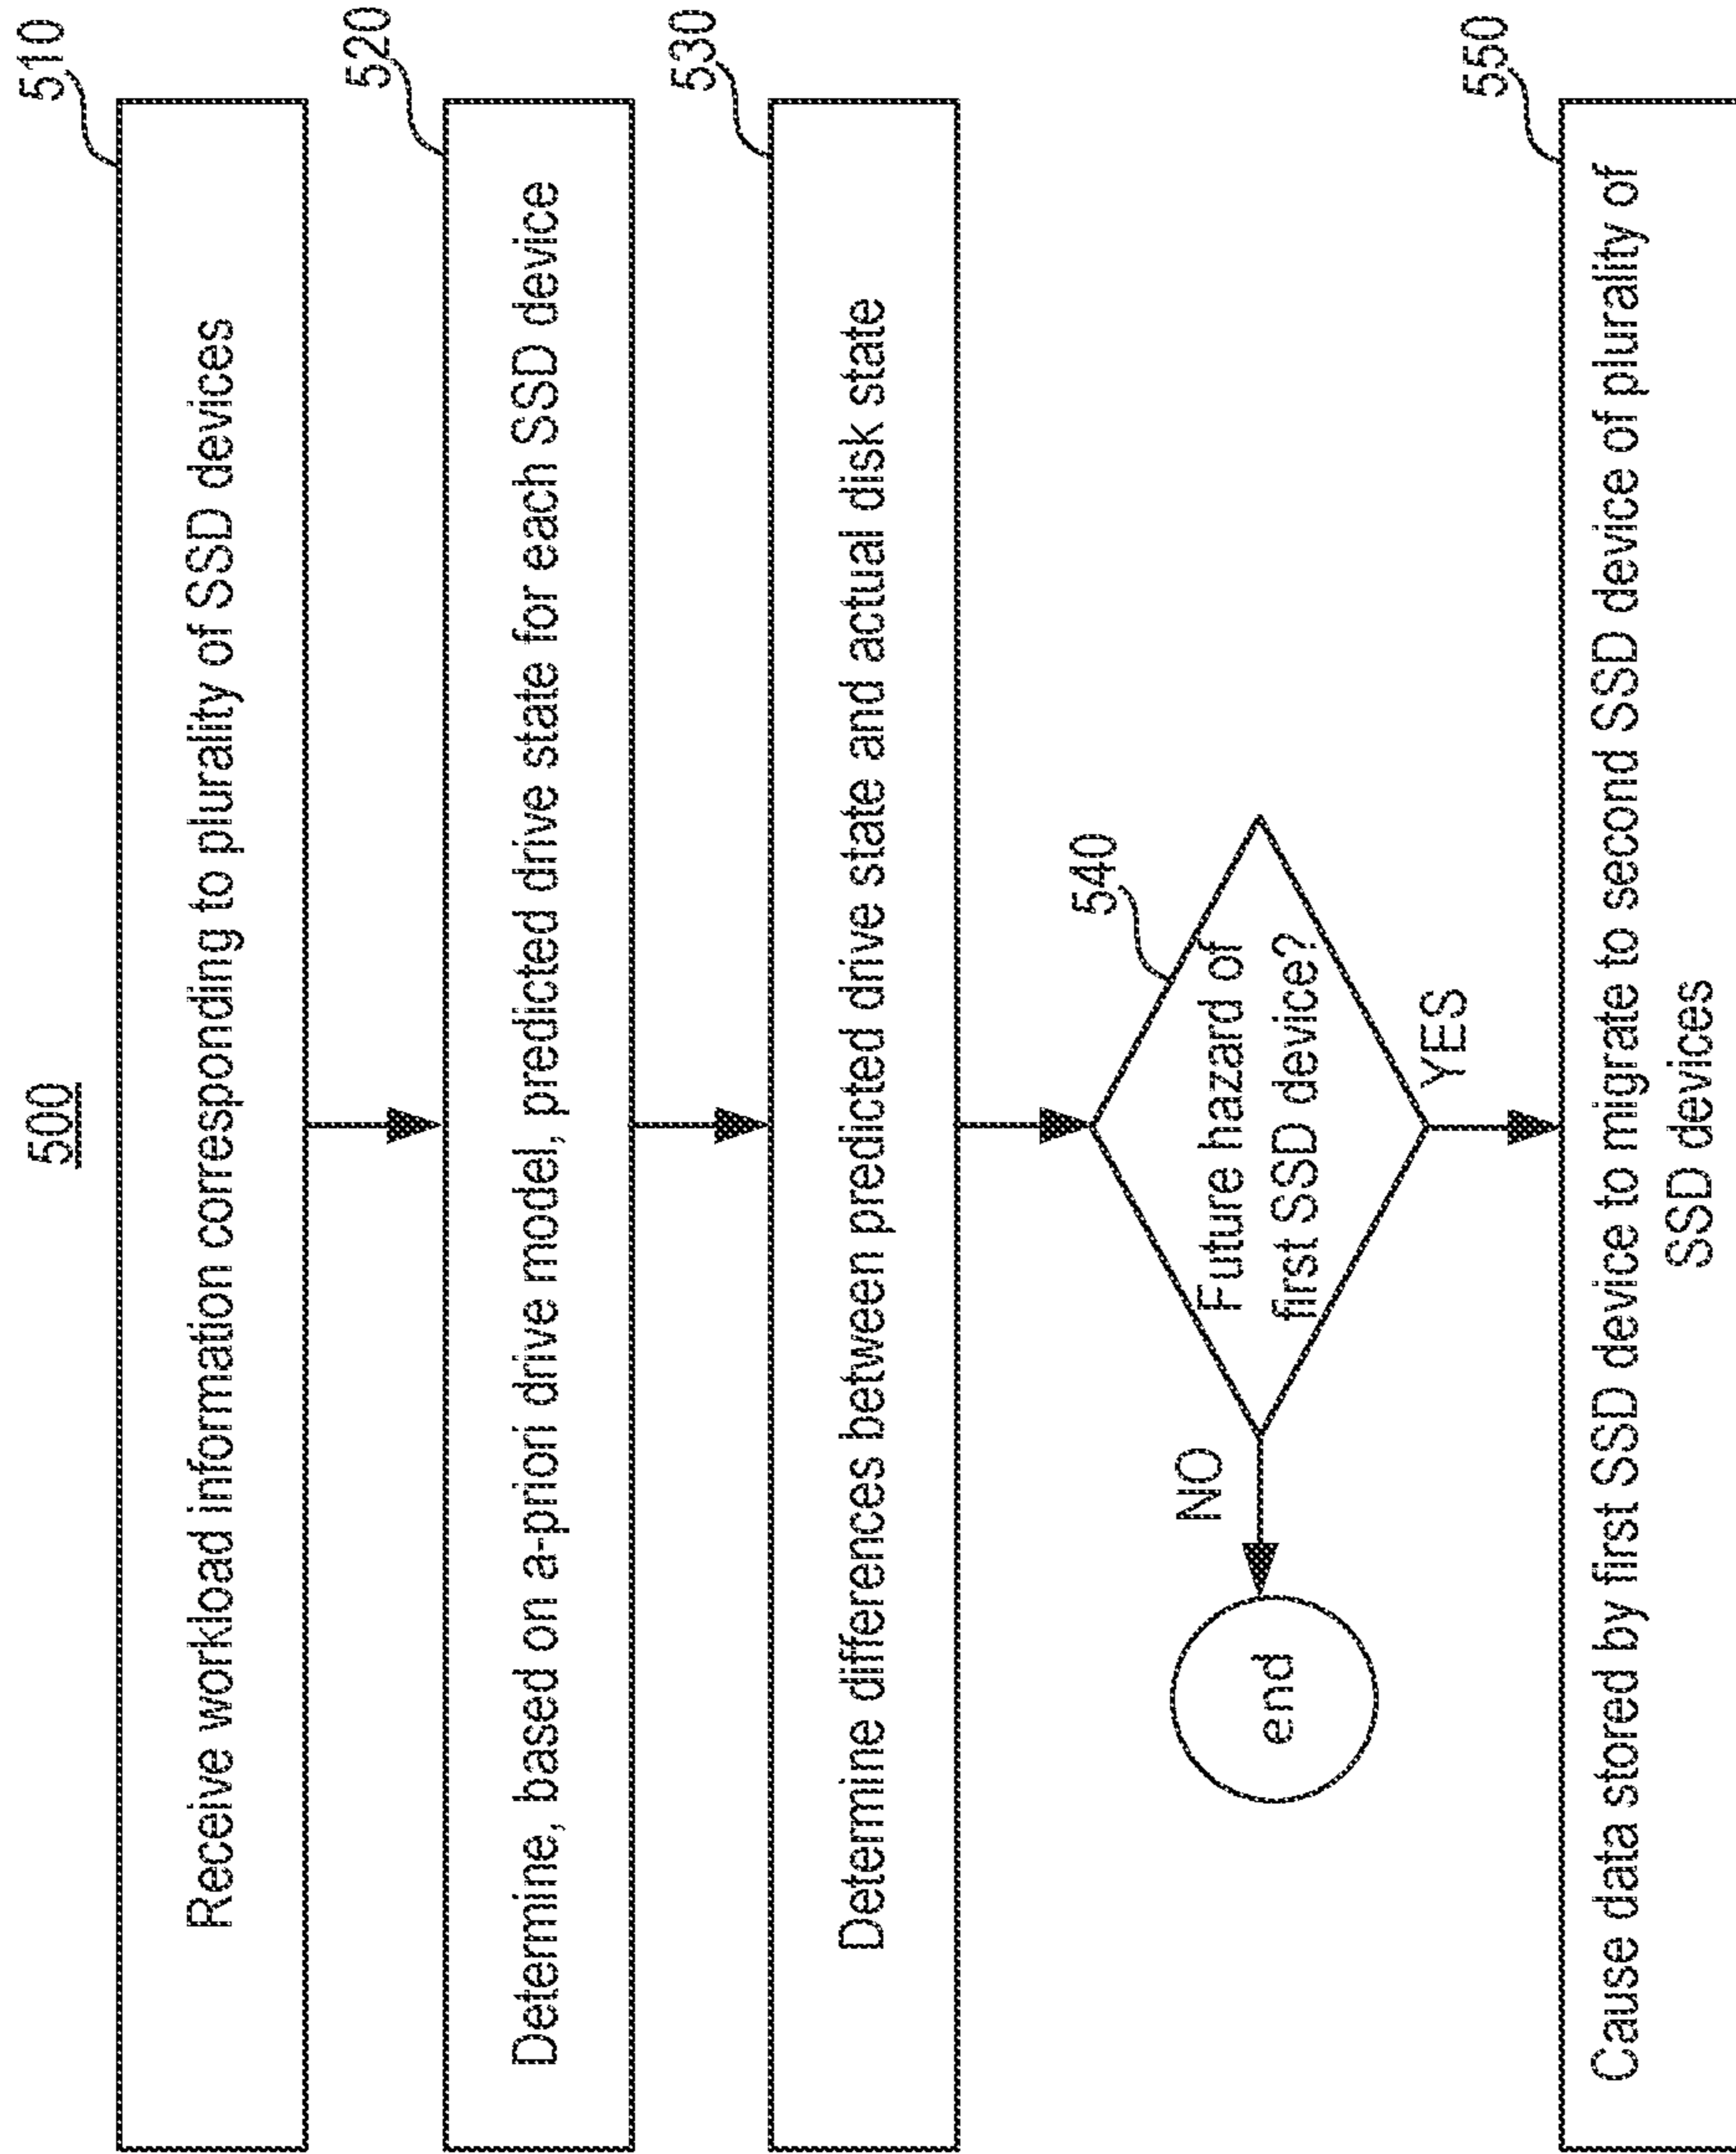 500
510
Receive workload information corresponding to plurality of SSD devices
520
Determine, based on a-priori drive model, predicted drive state for each SSD device
530
Determine differences between predicted drive state and actual disk state
540
Future hazard of
first SSD device?
NO
YES
end
550
Cause data stored by first SSD device to migrate to second SSD device of plurality of
SSD devices